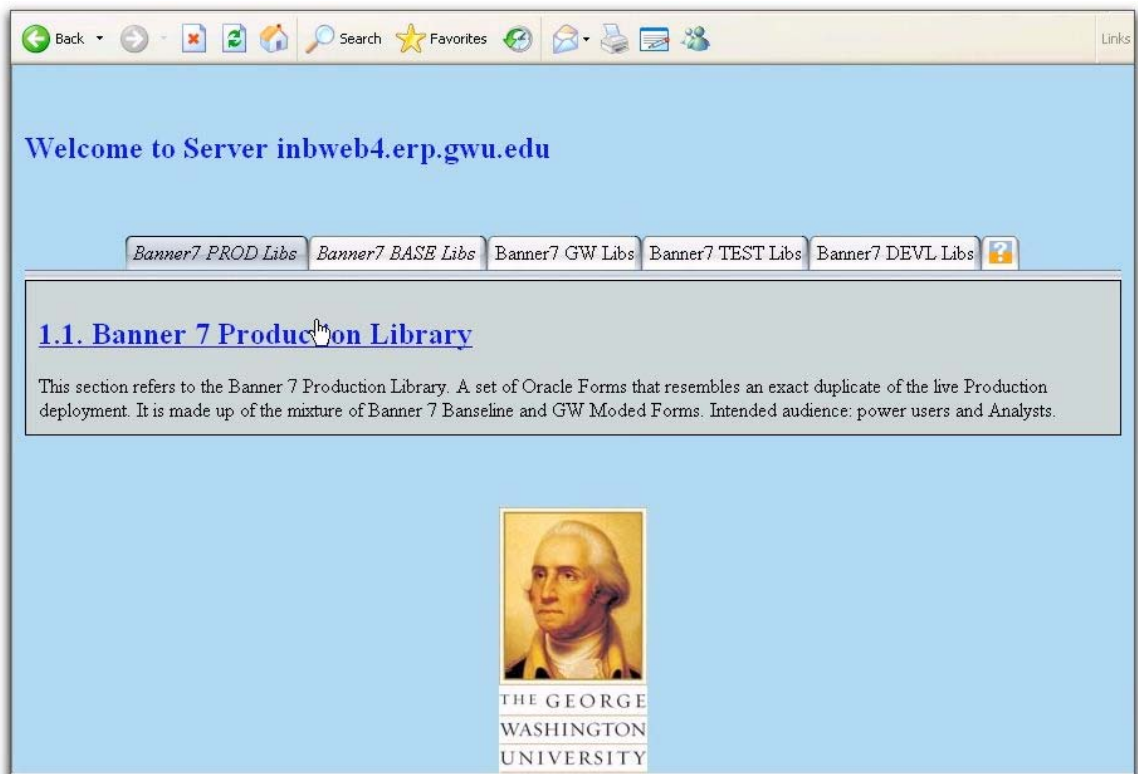 Back
Search
Favorites
Links
Welcome to Server inbweb4.erp.gwu.edu
Banner7 PROD Libs Banner7 BASE Libs Banner7 GW Libs Banner7 TEST Libs Banner7 DEVL Libs ?
1.1. Banner 7 Production Library
This section refers to the Banner 7 Production Library. A set of Oracle Forms that resembles an exact duplicate of the live Production
deployment. It is made up of the mixture of Banner 7 Banseline and GW Moded Forms. Intended audience: power users and Analysts.
THE GEORGE
WASHINGTON
UNIVERSITY